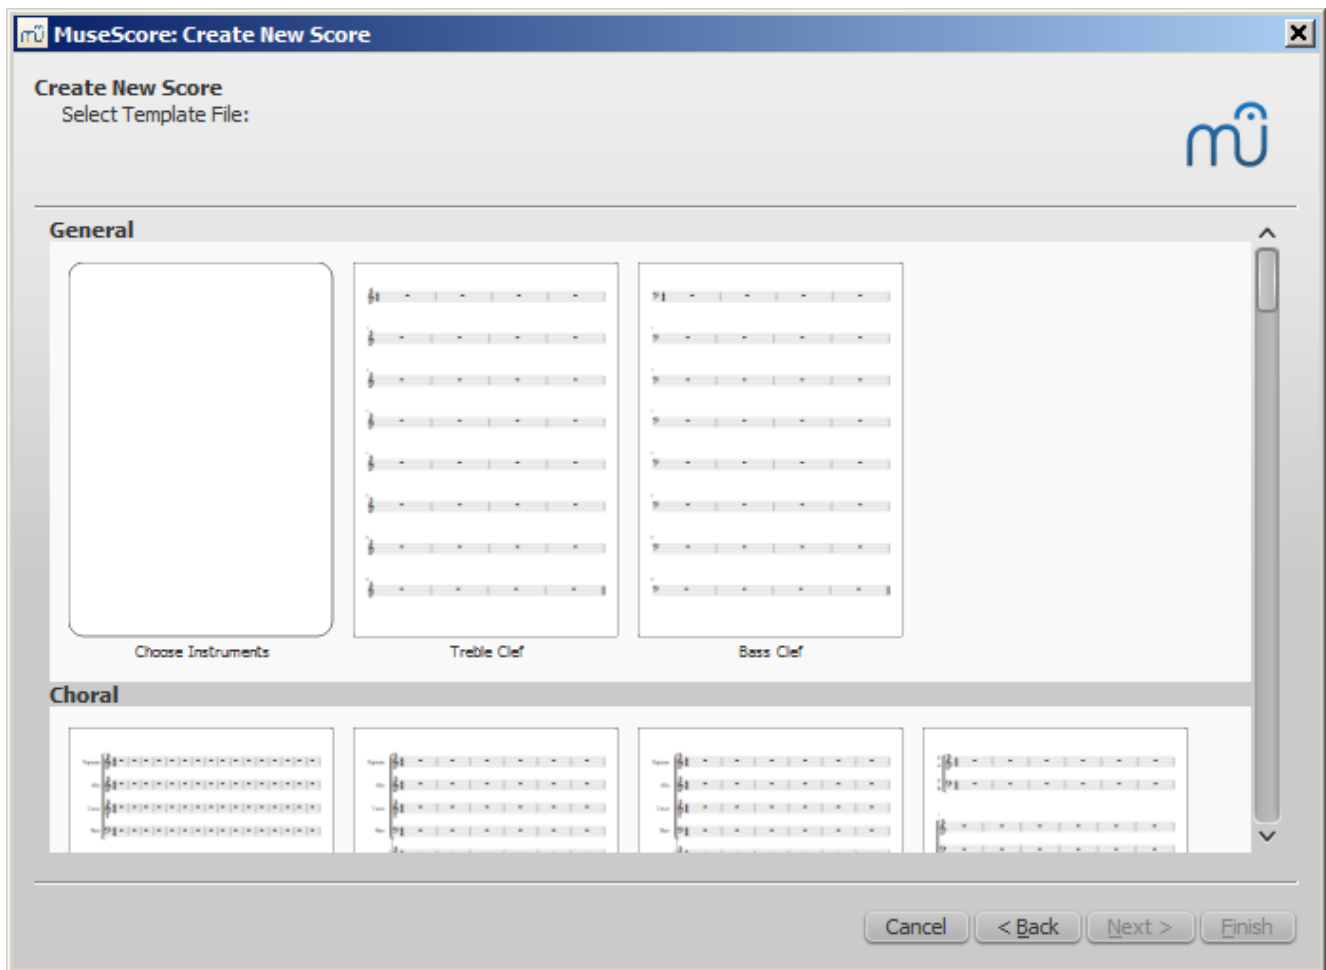 MuseScore: Create New Score
Create New Score
Select Template File:
General
Choose Instruments
Treble Clef
Bass Clef
Choral
Cancel
< Back
Next >
Finish